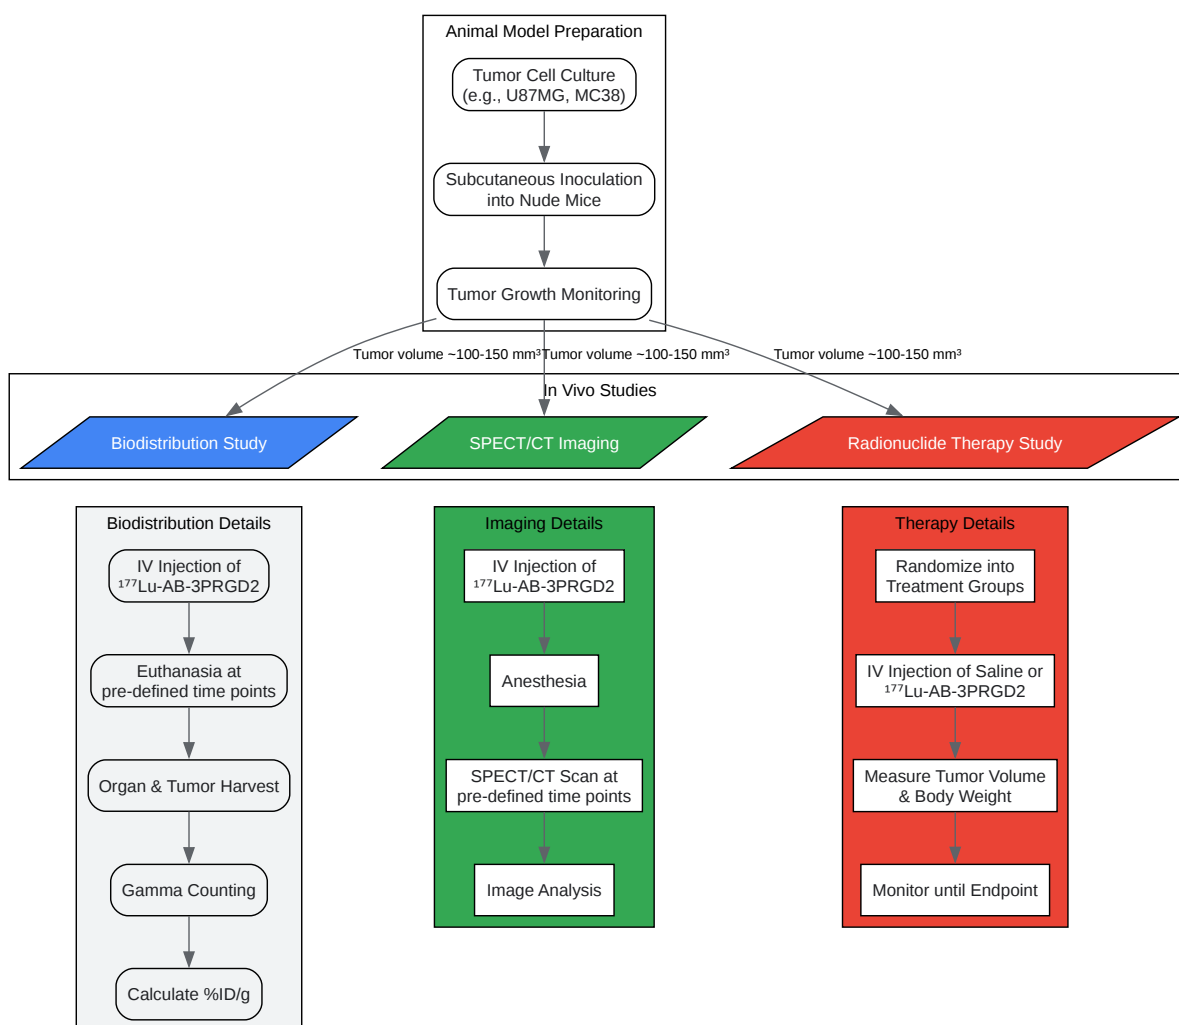 Animal Model Preparation
Tumor Cell Culture
(e.g., U87MG, MC38)
Subcutaneous Inoculation
into Nude Mice
Tumor Growth Monitoring
Tumor volume ~100-150 mm³
Tumor volume ~100-150 mm³
Tumor volume ~100-150 mm³
In Vivo Studies
Biodistribution Study
SPECT/CT Imaging
Radionuclide Therapy Study
Biodistribution Details
IV Injection of
¹⁷⁷Lu-AB-3PRGD2
Euthanasia at
pre-defined time points
Organ & Tumor Harvest
Gamma Counting
Calculate %ID/g
Imaging Details
IV Injection of
¹⁷⁷Lu-AB-3PRGD2
Anesthesia
SPECT/CT Scan at
pre-defined time points
Image Analysis
Therapy Details
Randomize into
Treatment Groups
IV Injection of Saline or
¹⁷⁷Lu-AB-3PRGD2
Measure Tumor Volume
& Body Weight
Monitor until Endpoint